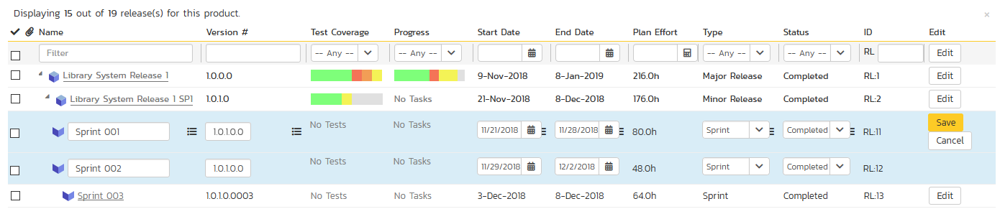 Displaying 15 out of 19 release(s) for this product.
×
Name Version # Test Coverage Progress Start Date End Date Plan Effort Type Status ID Edit
Filter -- Any -- -- Any -- -- Any -- -- Any -- RL Edit
Library System Release 1 1.0.0.0 9-Nov-2018 8-Jan-2019 216.0h Major Release Completed RL:1 Edit
Library System Release 1 SP1 1.0.1.0 No Tasks 21-Nov-2018 8-Dec-2018 176.0h Minor Release Completed RL:2 Edit
Sprint 001 1.0.1.0.0 No Tests No Tasks 11/21/2018 11/28/2018 80.0h Sprint Completed RL:11 Save
Cancel
Sprint 002 1.0.1.0.0 No Tests No Tasks 11/29/2018 12/2/2018 48.0h Sprint Completed RL:12
Sprint 003 1.0.1.0.0003 No Tests No Tasks 3-Dec-2018 8-Dec-2018 64.0h Sprint Completed RL:13 Edit